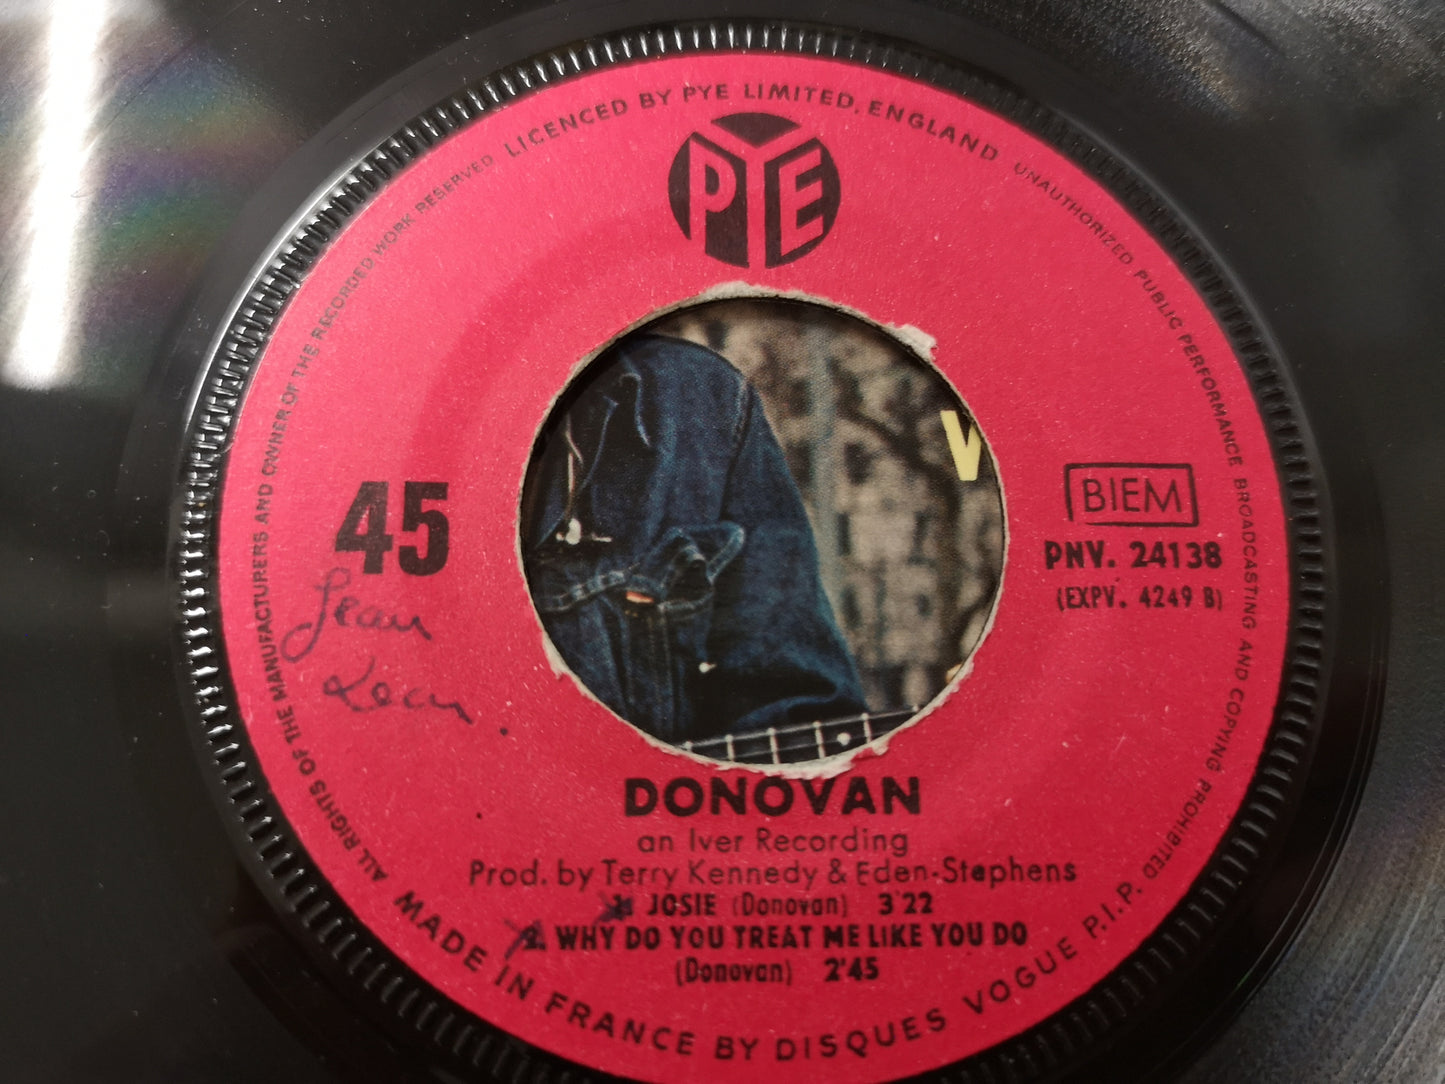 ALL RIGHTS OF THE MANUFACTURERS AND OWNER OF THE RECORDED WORK RESERVED LICENCED BY PYE LIMITED, ENGLAND UNAUTHORIZED PUBLIC PERFORMANCE BROADCASTING AND COPYING PROHIBITED
PYE
45
Jean
BIEM
PNV. 24138
(EXPV. 4249 B)
DONOVAN
an Iver Recording
Prod. by Terry Kennedy & Eden-Stephens
1. JOSIE (Donovan) 3'22
2. WHY DO YOU TREAT ME LIKE YOU DO
(Donovan) 2'45
MADE IN FRANCE BY DISQUES VOGUE P.I.P.